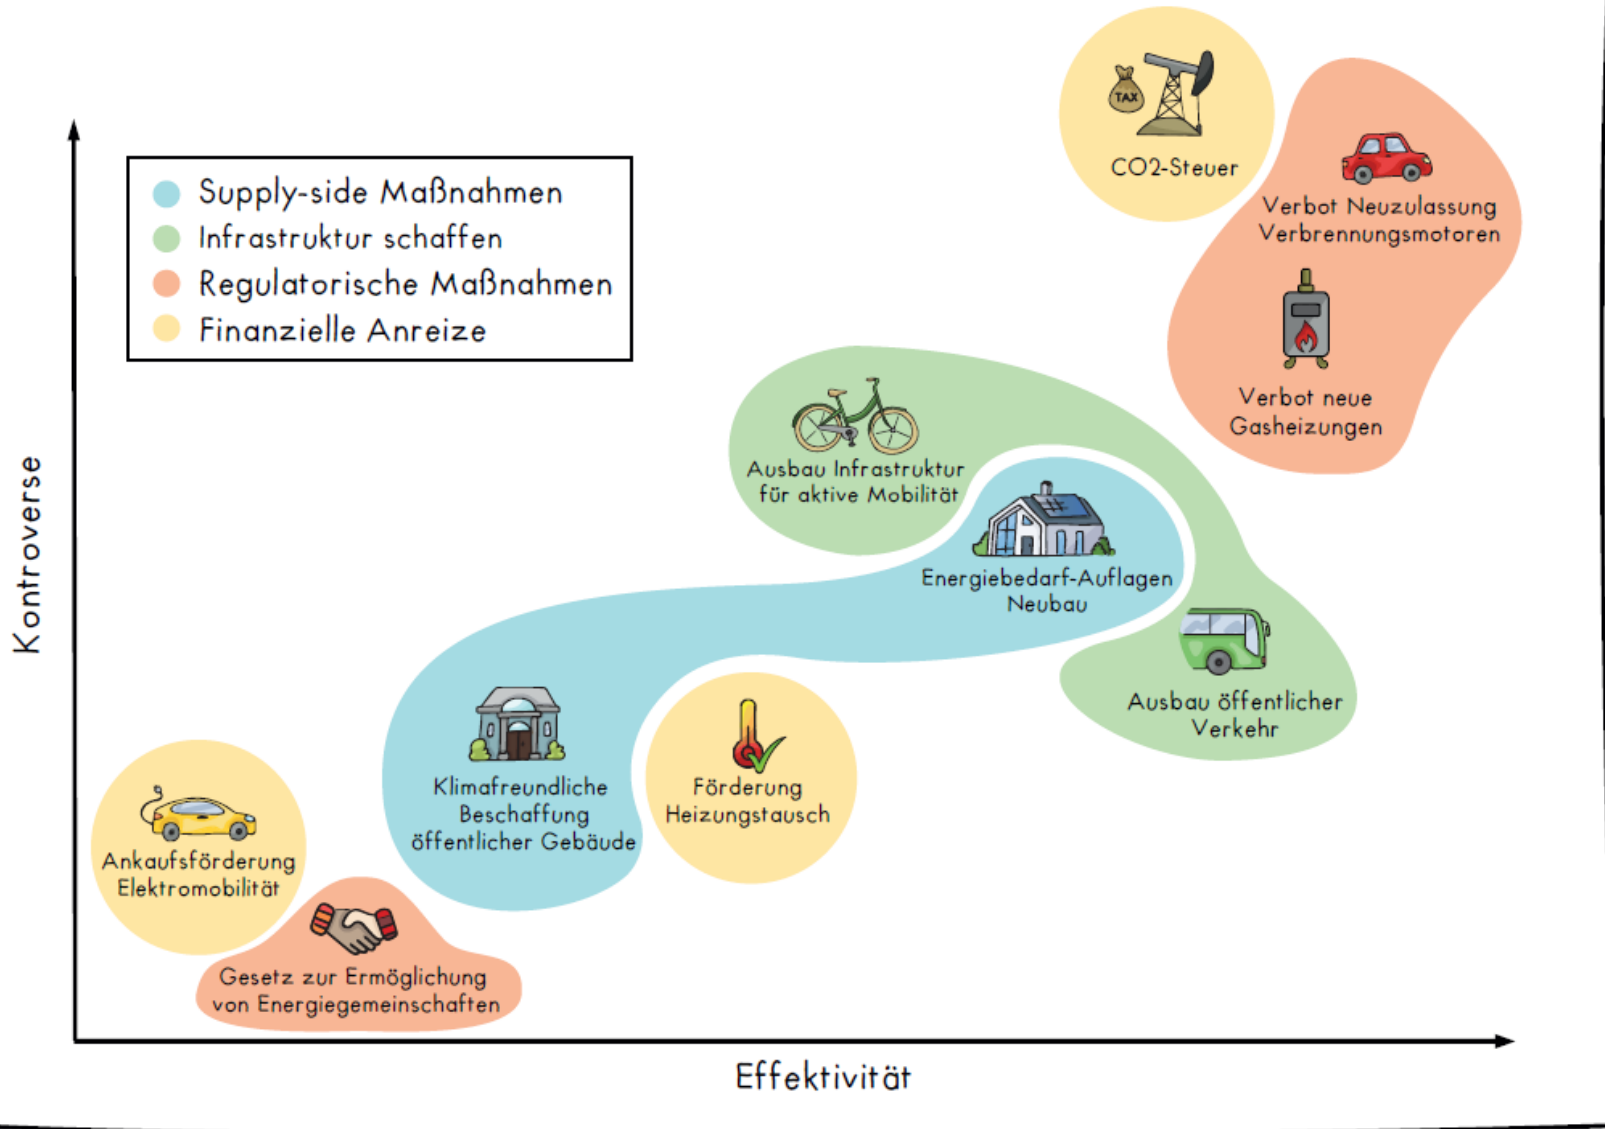 TAX
CO2-Steuer
Supply-side Maßnahmen
Infrastruktur schaffen
Regulatorische Maßnahmen
Finanzielle Anreize
Verbot Neuzulassung
Verbrennungsmotoren
Verbot neue
Gasheizungen
Ausbau Infrastruktur
für aktive Mobilität
Energiebedarf-Auflagen
Neubau
Ausbau öffentlicher
Verkehr
Klimafreundliche
Beschaffung
öffentlicher Gebäude
Förderung
Heizungstausch
Ankaufsförderung
Elektromobilität
Gesetz zur Ermöglichung
von Energiegemeinschaften
Kontroverse
Effektivität